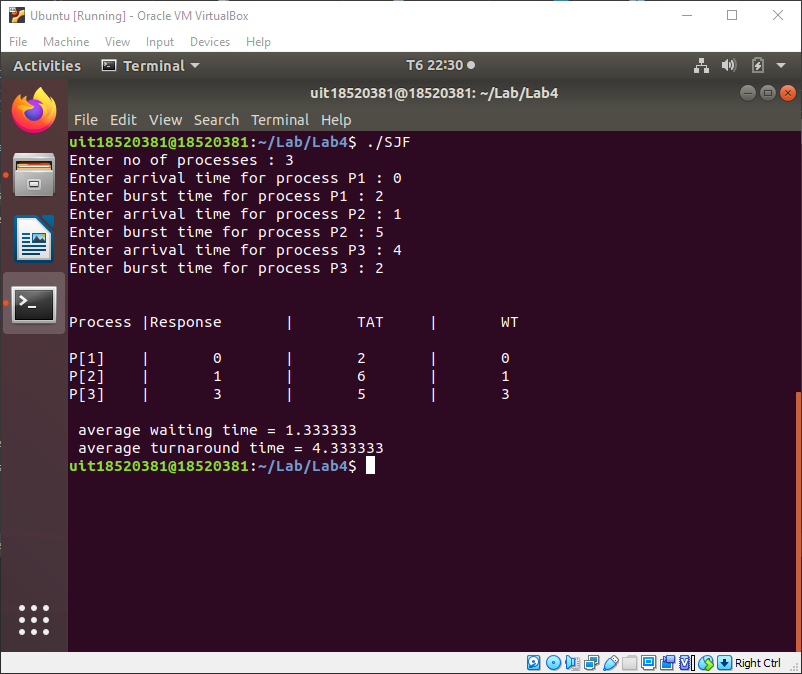 Ubuntu [Running] - Oracle VM VirtualBox
File Machine View Input Devices Help
Activities Terminal T6 22:30
uit18520381@18520381: ~/Lab/Lab4
File Edit View Search Terminal Help
uit18520381@18520381:~/Lab/Lab4$ ./SJF
Enter no of processes : 3
Enter arrival time for process P1 : 0
Enter burst time for process P1 : 2
Enter arrival time for process P2 : 1
Enter burst time for process P2 : 5
Enter arrival time for process P3 : 4
Enter burst time for process P3 : 2
Process |Response | TAT | WT
P[1] | 0 | 2 | 0
P[2] | 1 | 6 | 1
P[3] | 3 | 5 | 3
average waiting time = 1.333333
average turnaround time = 4.333333
uit18520381@18520381:~/Lab/Lab4$
Right Ctrl